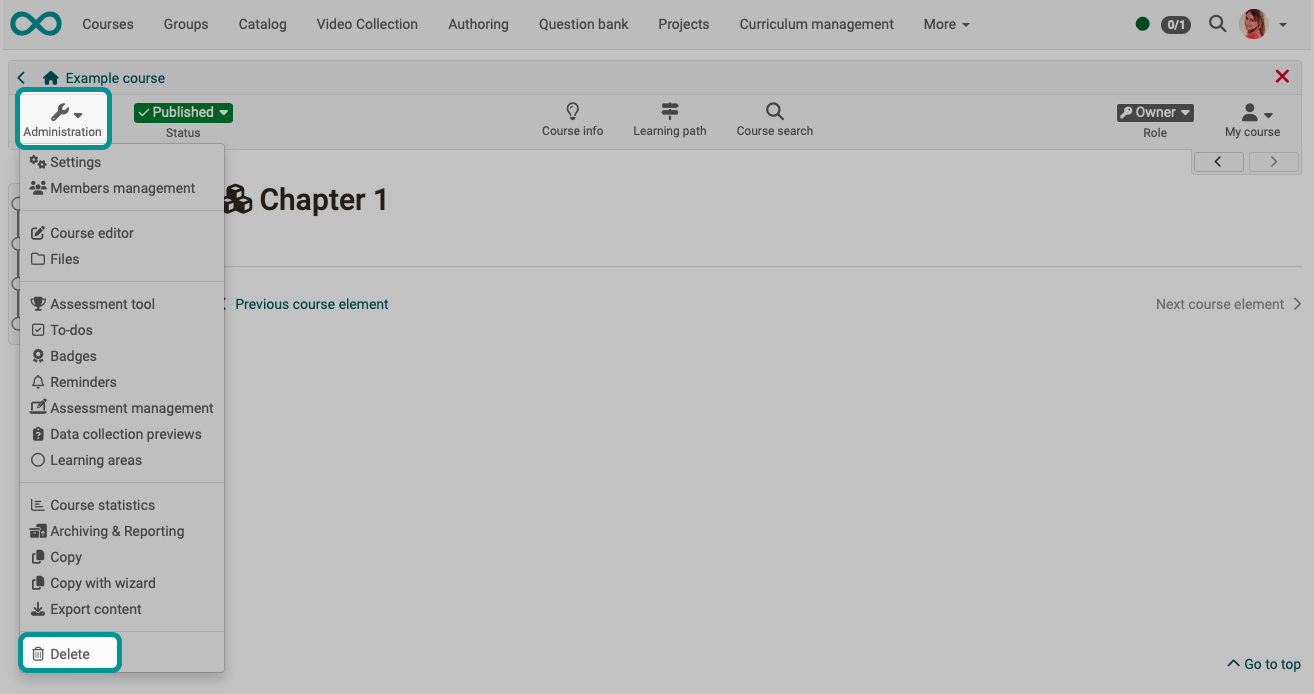 Courses Groups Catalog Video Collection Authoring Question bank Projects Curriculum management More 0/1
Example course
Administration
Published
Status
Course info
Learning path
Course search
Owner
Role
My course
Settings
Members management
Course editor
Files
Assessment tool
To-dos
Badges
Reminders
Assessment management
Data collection previews
Learning areas
Course statistics
Archiving & Reporting
Copy
Copy with wizard
Export content
Delete
Chapter 1
Previous course element
Next course element
Go to top